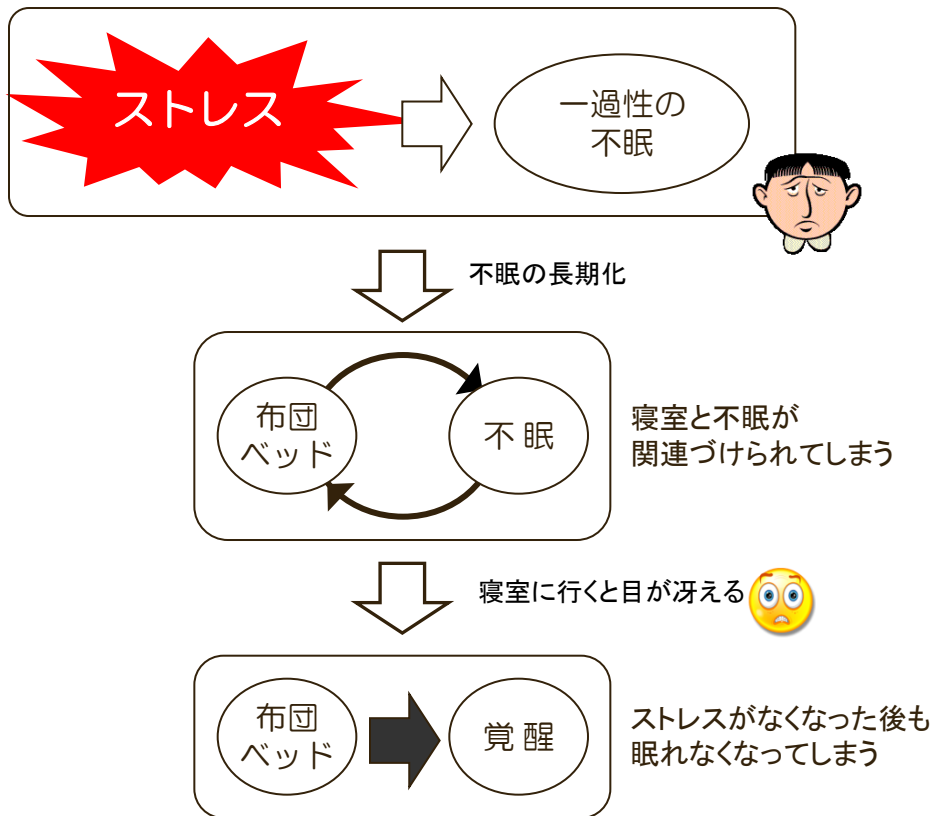 ストレス
一過性の
不眠
不眠の長期化
布団
ベッド
不眠
寝室と不眠が
関連づけられてしまう
寝室に行くと目が冴える
布団
ベッド
覚醒
ストレスがなくなった後も
眠れなくなってしまう